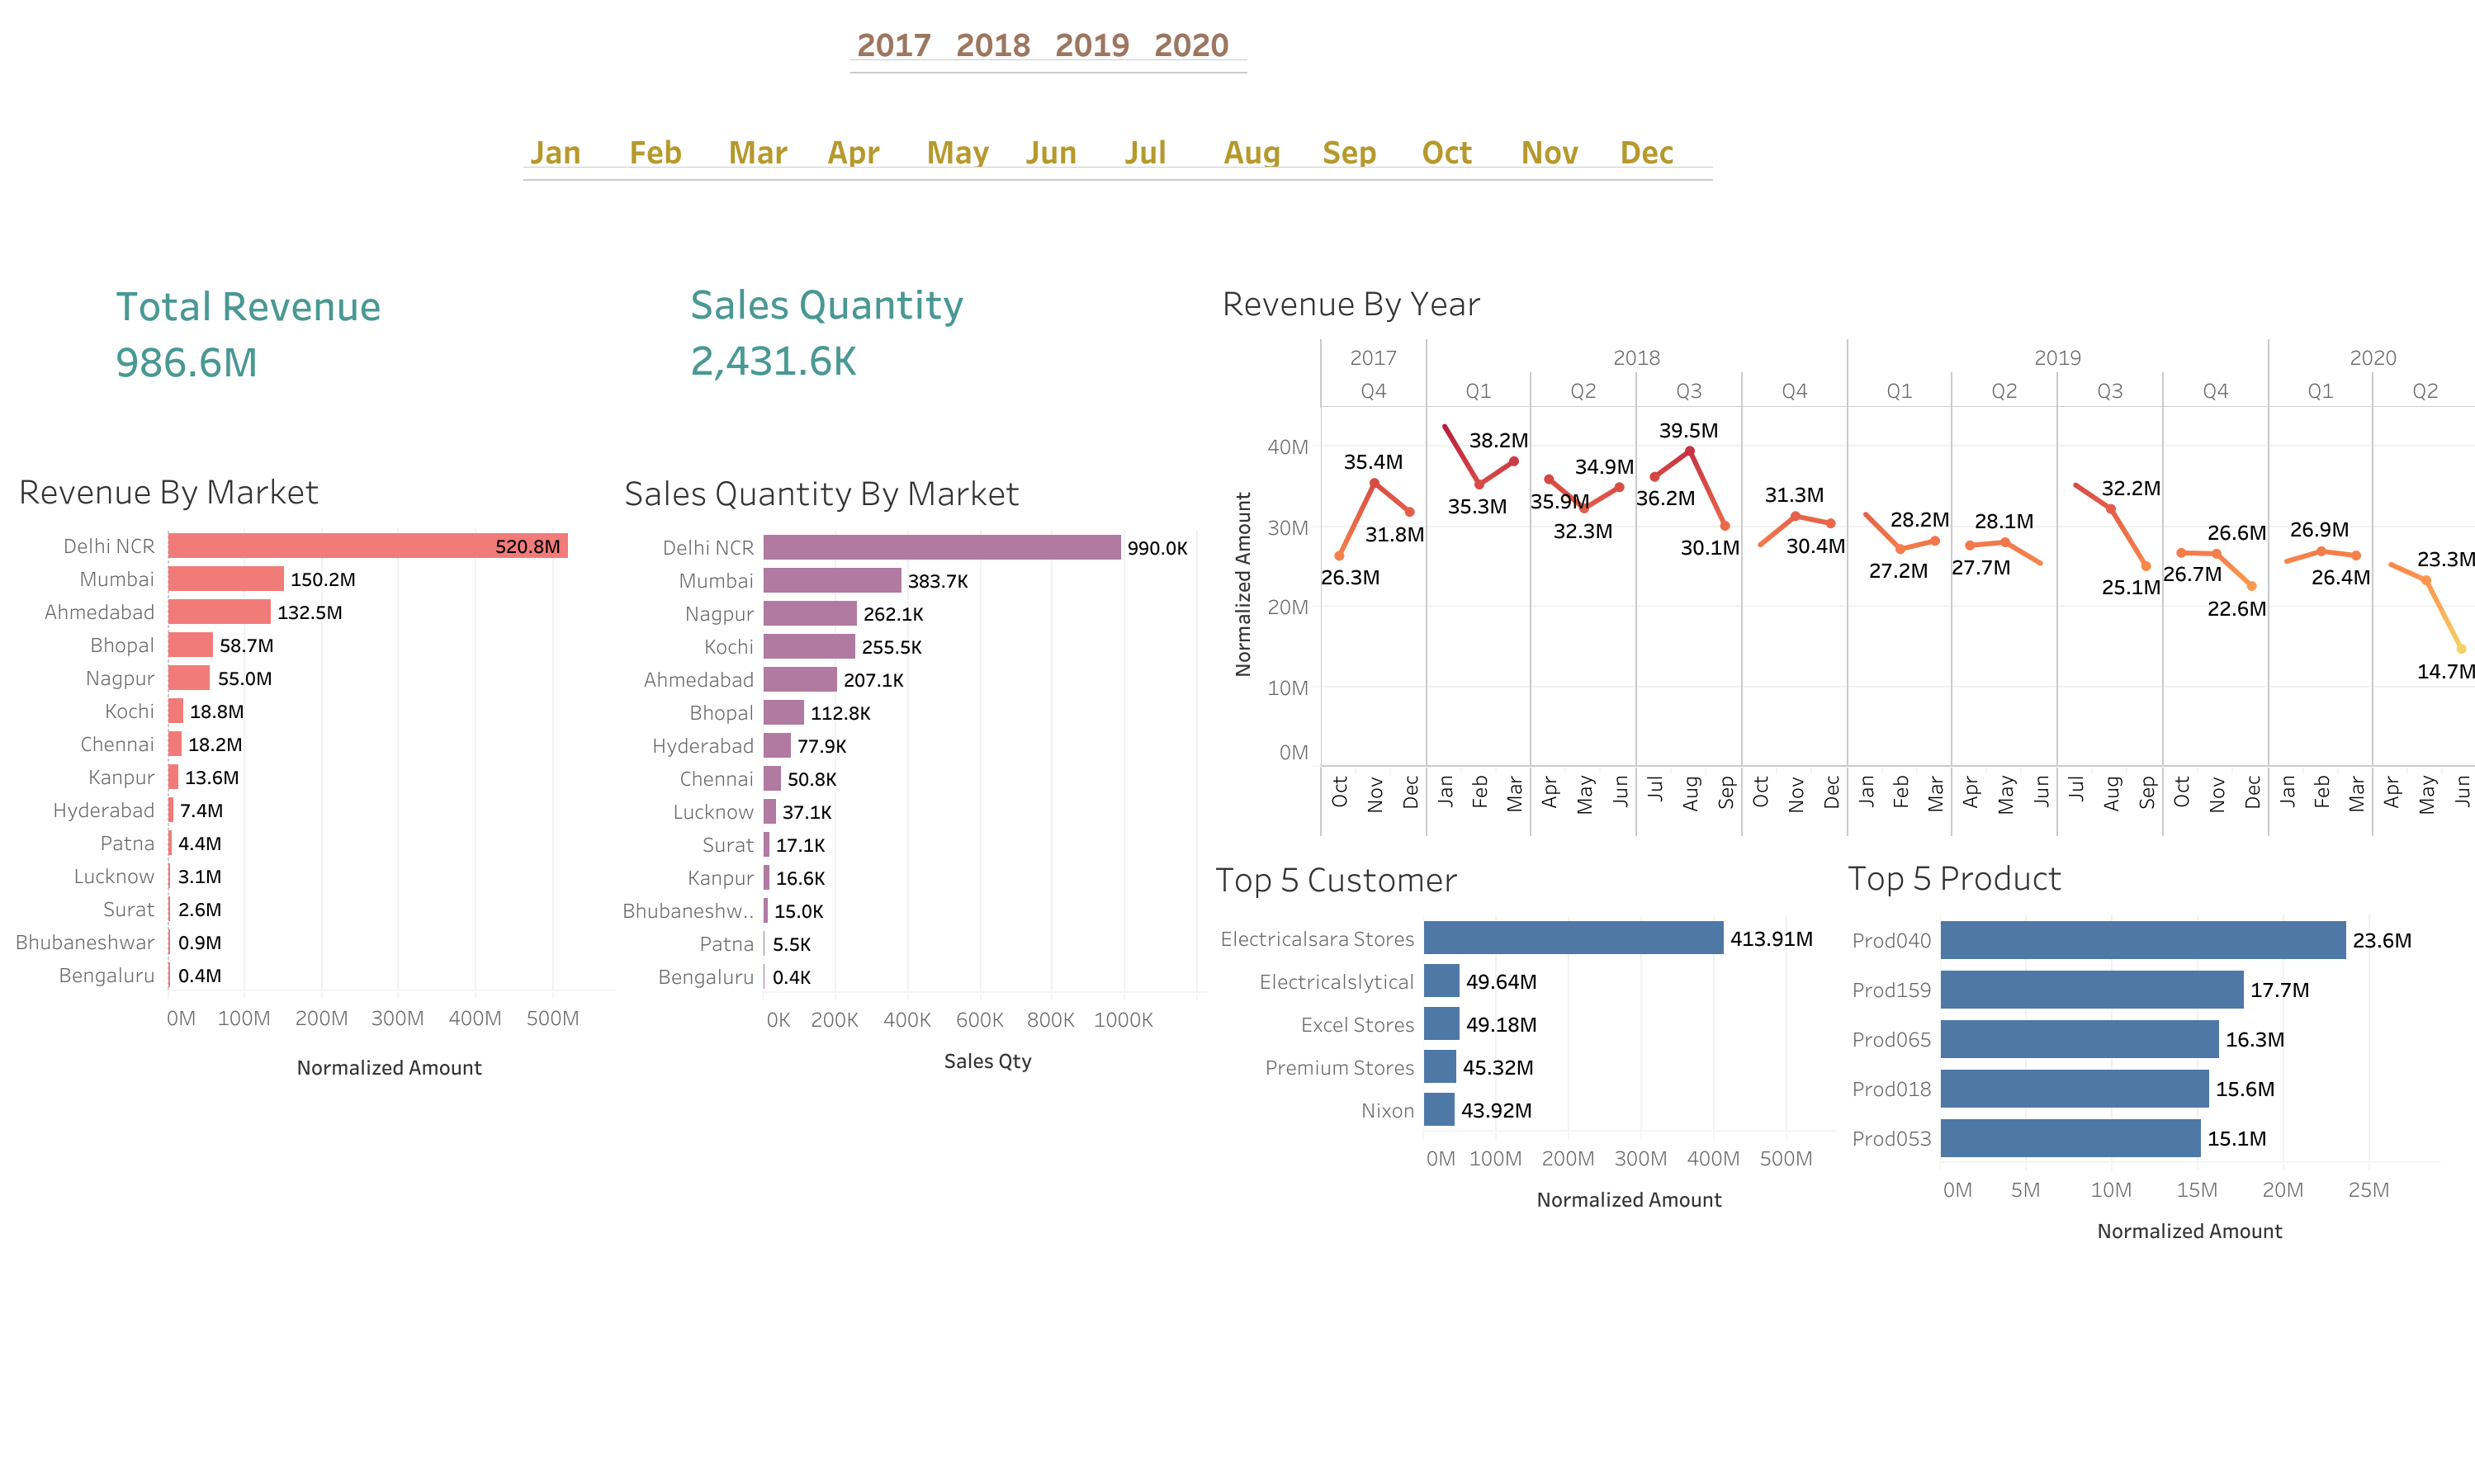 2017 2018 2019 2020
Jan Feb Mar Apr May Jun Jul Aug Sep Oct Nov Dec
Total Revenue
986.6M
Sales Quantity
2,431.6K
Revenue By Market
Delhi NCR 520.8M
Mumbai 150.2M
Ahmedabad 132.5M
Bhopal 58.7M
Nagpur 55.0M
Kochi 18.8M
Chennai 18.2M
Kanpur 13.6M
Hyderabad 7.4M
Patna 4.4M
Lucknow 3.1M
Surat 2.6M
Bhubaneshwar 0.9M
Bengaluru 0.4M
0M 100M 200M 300M 400M 500M
Normalized Amount
Sales Quantity By Market
Delhi NCR 990.0K
Mumbai 383.7K
Nagpur 262.1K
Kochi 255.5K
Ahmedabad 207.1K
Bhopal 112.8K
Hyderabad 77.9K
Chennai 50.8K
Lucknow 37.1K
Surat 17.1K
Kanpur 16.6K
Bhubaneshw.. 15.0K
Patna 5.5K
Bengaluru 0.4K
0K 200K 400K 600K 800K 1000K
Sales Qty
Revenue By Year
2017 2018 2019 2020
Q4 Q1 Q2 Q3 Q4 Q1 Q2 Q3 Q4 Q1 Q2
Normalized Amount
40M
30M
20M
10M
0M
26.3M 35.4M 31.8M
35.3M 38.2M
35.9M 32.3M 34.9M
36.2M 39.5M 30.1M
31.3M 30.4M
27.2M 28.2M
27.7M 28.1M
32.2M 25.1M
26.7M 26.6M 22.6M
26.9M 26.4M
23.3M 14.7M
Oct Nov Dec Jan Feb Mar Apr May Jun Jul Aug Sep Oct Nov Dec Jan Feb Mar Apr May Jun Jul Aug Sep Oct Nov Dec Jan Feb Mar Apr May Jun
Top 5 Customer
Electricalsara Stores 413.91M
Electricalslytical 49.64M
Excel Stores 49.18M
Premium Stores 45.32M
Nixon 43.92M
0M 100M 200M 300M 400M 500M
Normalized Amount
Top 5 Product
Prod040 23.6M
Prod159 17.7M
Prod065 16.3M
Prod018 15.6M
Prod053 15.1M
0M 5M 10M 15M 20M 25M
Normalized Amount